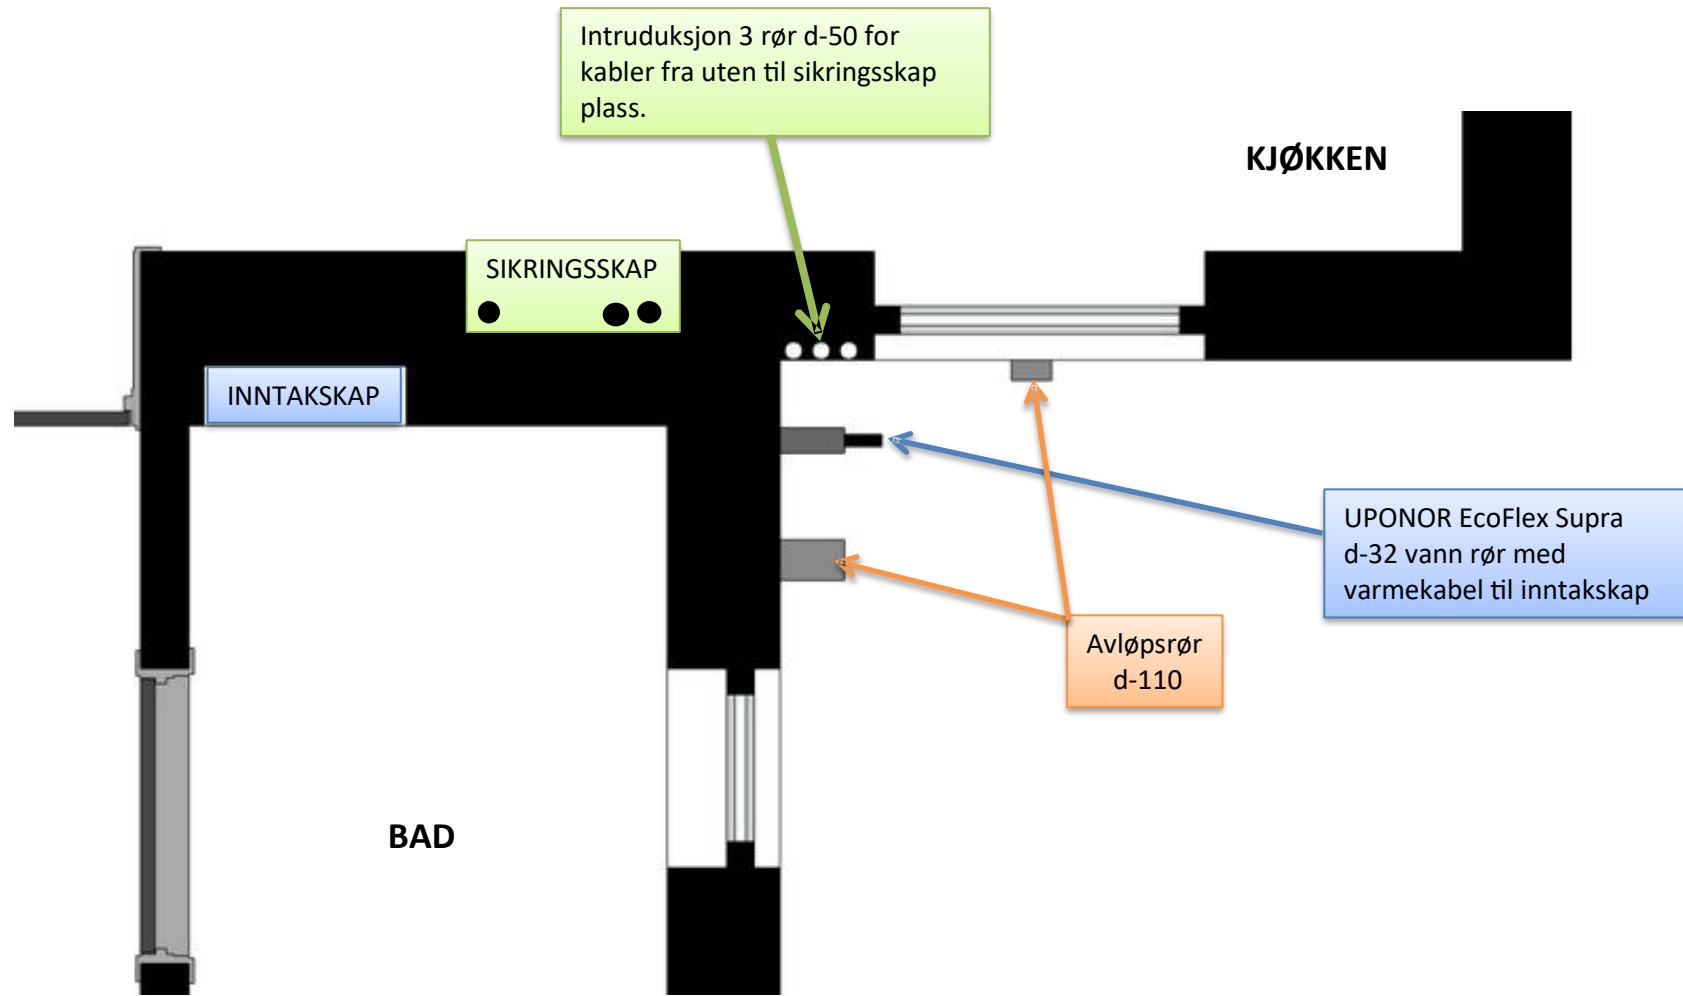 Intruduksjon 3 rør d-50 for
kabler fra uten til sikringsskap
plass.
KJØKKEN
SIKRINGSSKAP
INNTAKSKAP
UPONOR EcoFlex Supra
d-32 vann rør med
varmekabel til inntakskap
Avløpsrør
d-110
BAD